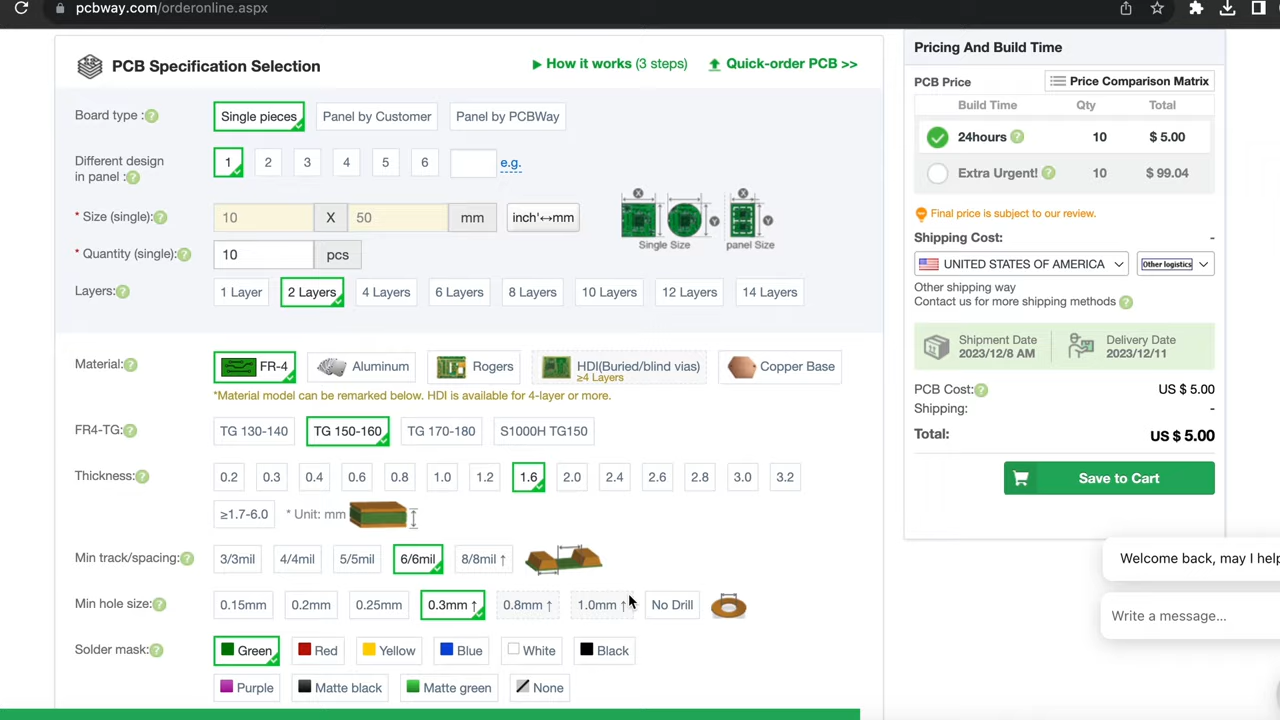 pcbway.com/orderonline.aspx
PCB Specification Selection
How it works (3 steps)
Quick-order PCB >>
Board type :
Single pieces
Panel by Customer
Panel by PCBWay
Different design
in panel :
1 2 3 4 5 6 e.g.
* Size (single):
10 X 50 mm inch'↔mm
X Y X Y
Single Size panel Size
* Quantity (single):
10 pcs
Layers:
1 Layer 2 Layers 4 Layers 6 Layers 8 Layers 10 Layers 12 Layers 14 Layers
Material:
FR-4 Aluminum Rogers HDI(Buried/blind vias) Copper Base
≥4 Layers
*Material model can be remarked below. HDI is available for 4-layer or more.
FR4-TG:
TG 130-140 TG 150-160 TG 170-180 S1000H TG150
Thickness:
0.2 0.3 0.4 0.6 0.8 1.0 1.2 1.6 2.0 2.4 2.6 2.8 3.0 3.2
≥1.7-6.0 * Unit: mm
Min track/spacing:
3/3mil 4/4mil 5/5mil 6/6mil 8/8mil ↑
Min hole size:
0.15mm 0.2mm 0.25mm 0.3mm ↑ 0.8mm ↑ 1.0mm ↑ No Drill
Solder mask:
Green Red Yellow Blue White Black
Purple Matte black Matte green None
Pricing And Build Time
PCB Price
Price Comparison Matrix
Build Time Qty Total
24hours 10 $ 5.00
Extra Urgent! 10 $ 99.04
Final price is subject to our review.
Shipping Cost: -
UNITED STATES OF AMERICA Other logistics
Other shipping way
Contact us for more shipping methods
Shipment Date
2023/12/8 AM
Delivery Date
2023/12/11
PCB Cost: US $ 5.00
Shipping: -
Total: US $ 5.00
Save to Cart
Welcome back, may I help
Write a message...